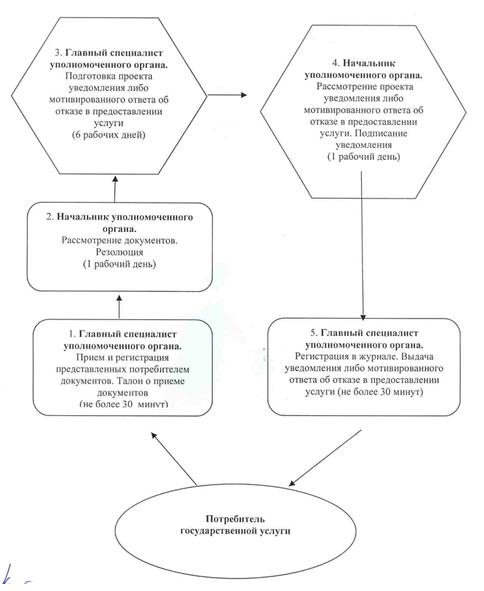 3. Главный специалист
уполномоченного органа.
Подготовка проекта
уведомления либо
мотивированного ответа об
отказе в предоставлении
услуги
(6 рабочих дней)
4. Начальник
уполномоченного органа.
Рассмотрение проекта
уведомления либо
мотивированного ответа об
отказе в предоставлении
услуги. Подписание
уведомления
(1 рабочий день)
2. Начальник уполномоченного
органа.
Рассмотрение документов.
Резолюция
(1 рабочий день)
1. Главный специалист
уполномоченного органа.
Прием и регистрация
представленных потребителем
документов. Талон о приеме
документов
(не более 30 минут)
5. Главный специалист
уполномоченного органа.
Регистрация в журнале. Выдача
уведомления либо мотивированного
ответа об отказе в предоставлении
услуги (не более 30 минут)
Потребитель
государственной услуги